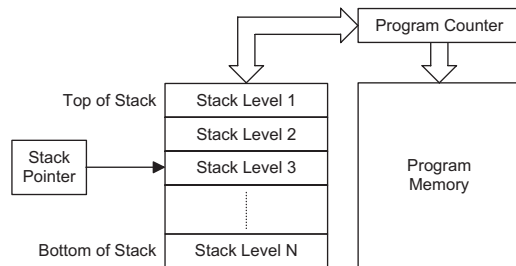 Program Counter
Top of Stack
Stack Level 1
Stack Level 2
Stack
Pointer
Stack Level 3
Program
Memory
Bottom of Stack
Stack Level N